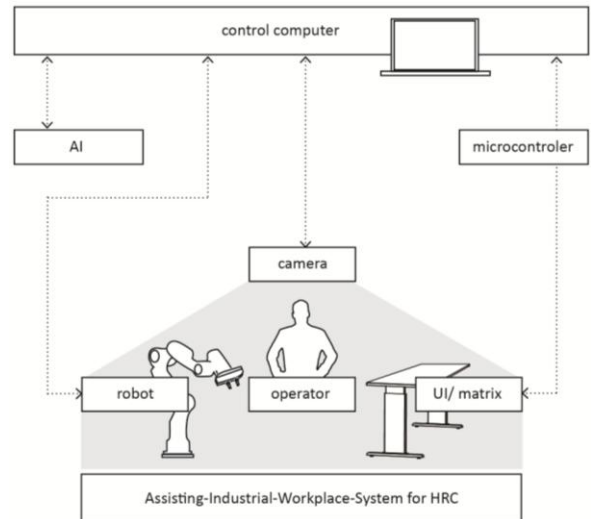 control computer
AI
microcontroler
camera
robot
operator
UI/ matrix
Assisting-Industrial-Workplace-System for HRC